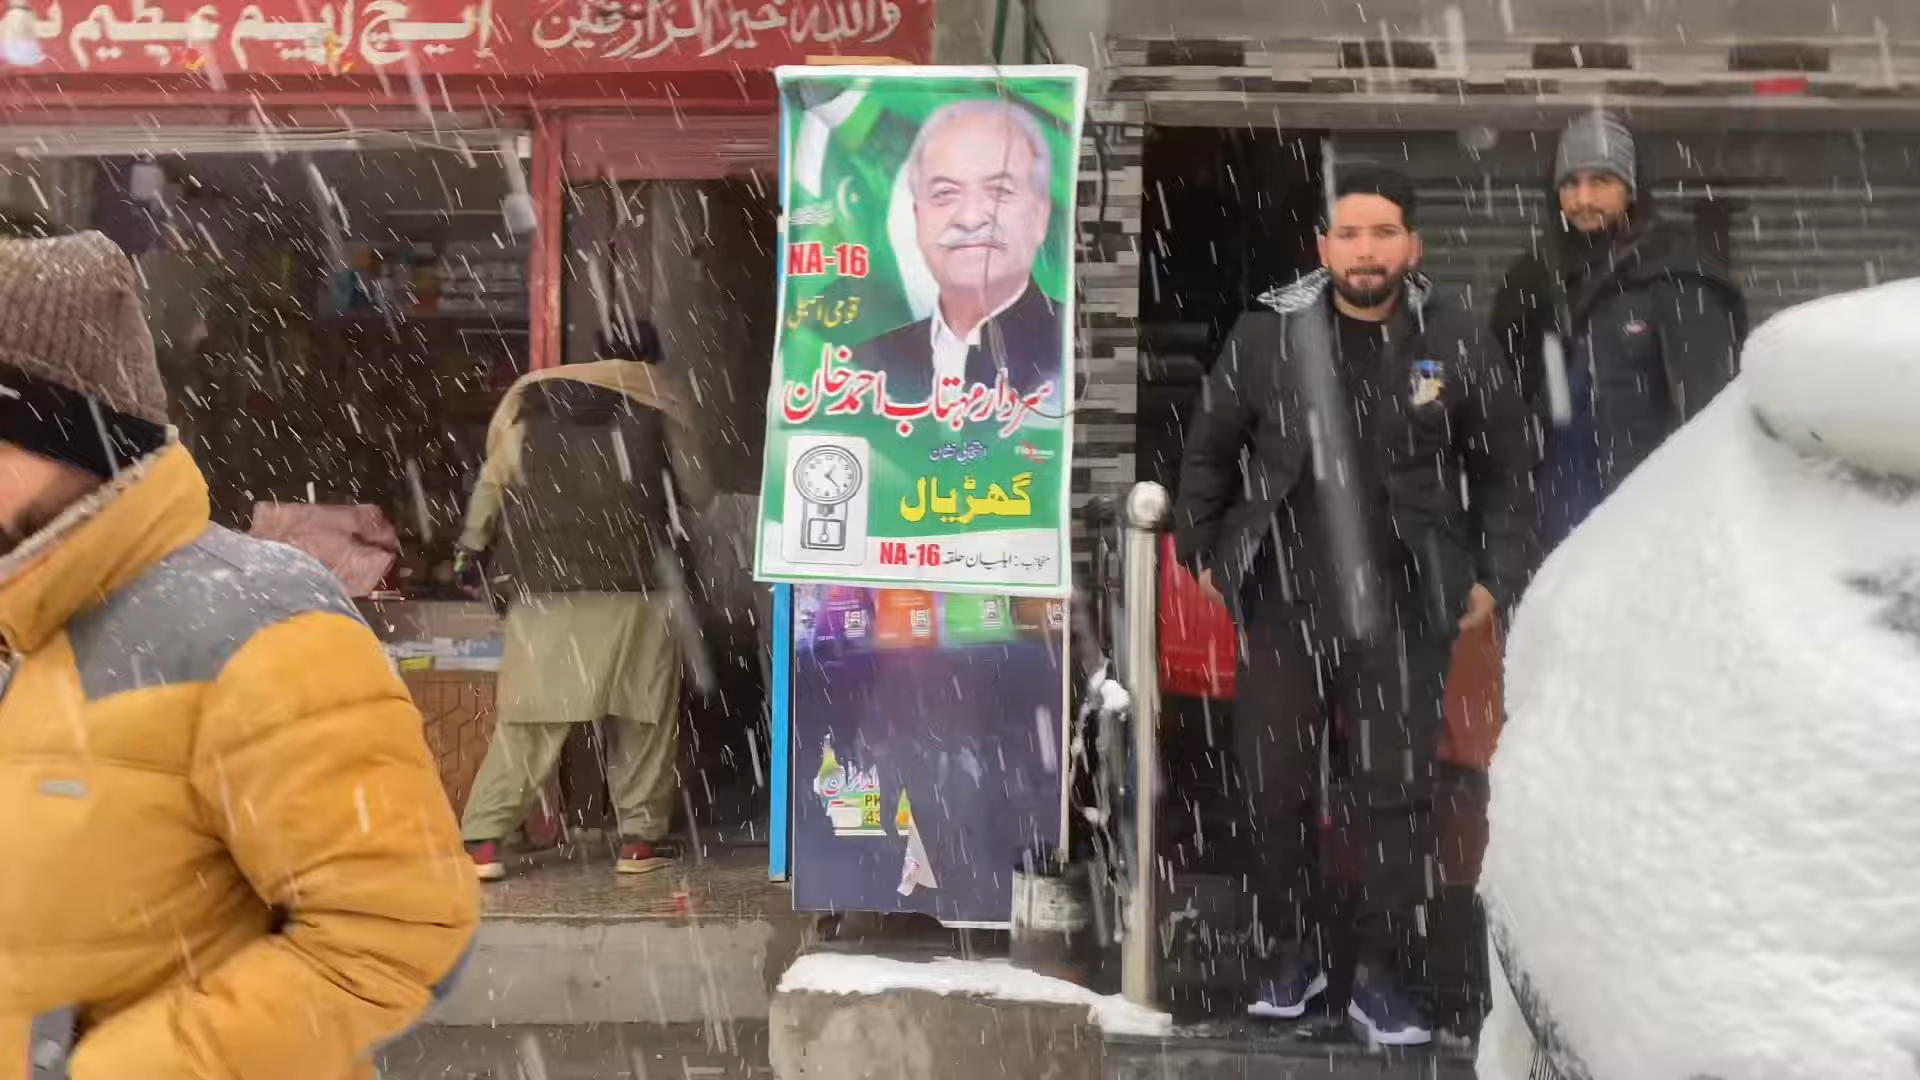 واللہ خیر الرازقین
ایچ ایم عظیم
NA-16
قومی اسمبلی
سردار مہتاب احمد خان
انتخابی نشان
گھڑیال
منجانب: اہلیان حلقہ NA-16
PK